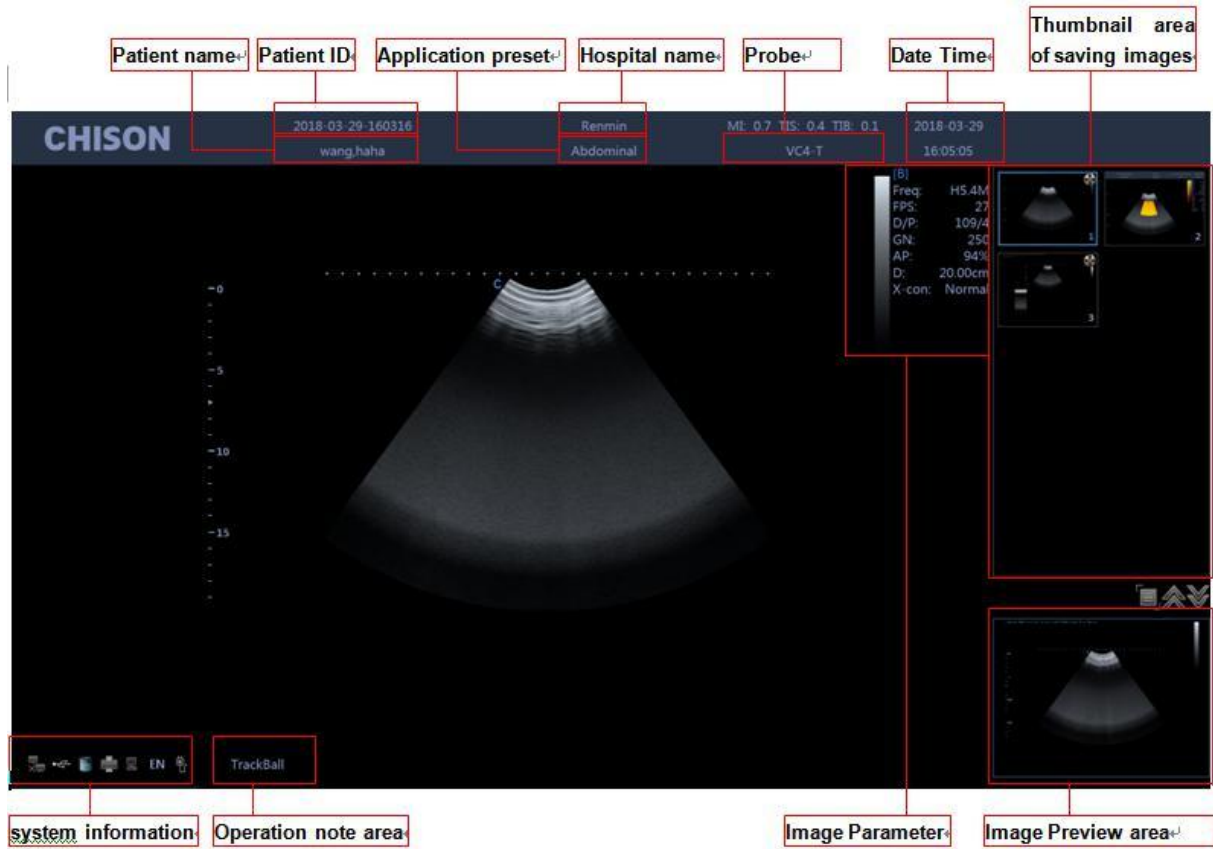 Thumbnail area
of saving images
Patient name
Patient ID
Application preset
Hospital name
Probe
Date Time
CHISON
2018-03-29-160316
Renmin
MI: 0.7 TIS: 0.4 TIB: 0.1
2018-03-29
wang,haha
Abdominal
VC4-T
16:05:05
[B]
Freq: H5.4M
FPS: 27
D/P: 109/4
GN: 250
AP: 94%
D: 20.00cm
X-con: Normal
1
2
3
C
0
5
10
15
EN
TrackBall
system information
Operation note area
Image Parameter
Image Preview area